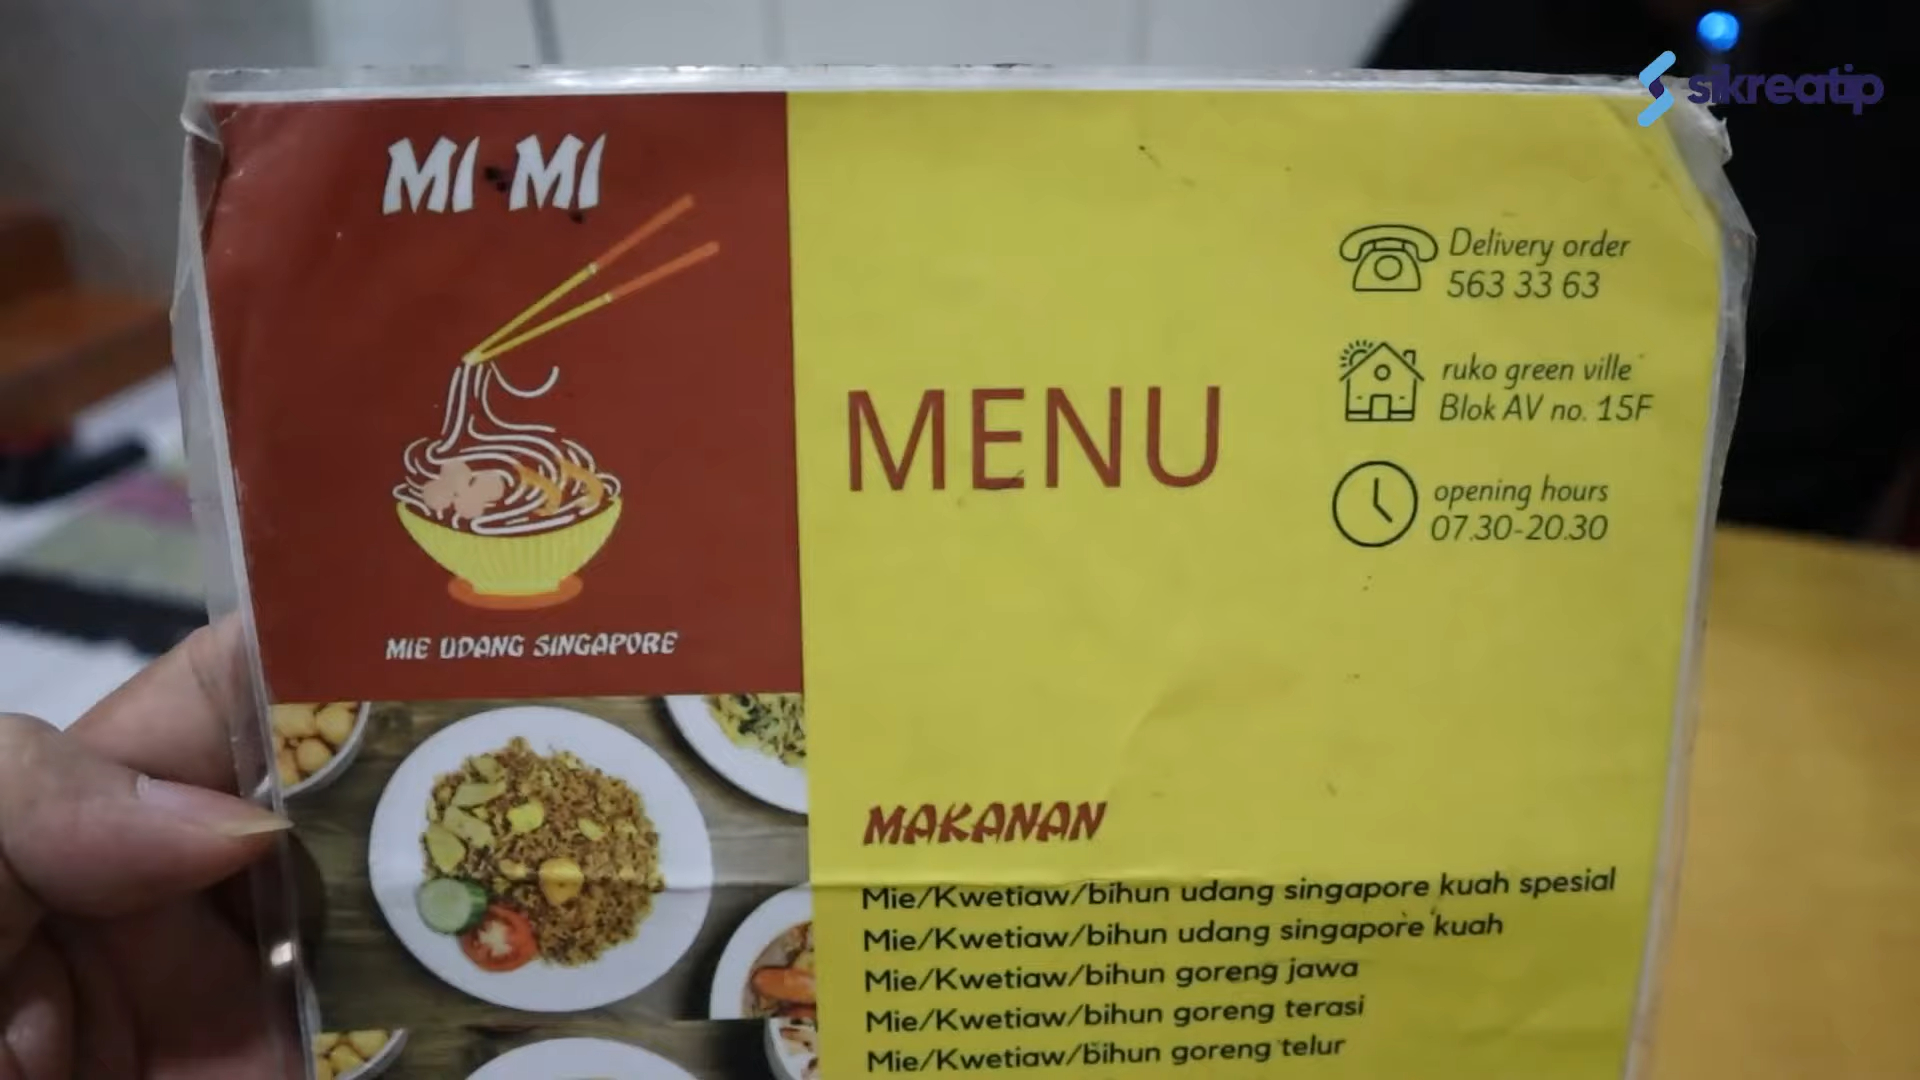 sikreatip
MI MI
MIE UDANG SINGAPORE
MENU
Delivery order
563 33 63
ruko green ville
Blok AV no. 15F
opening hours
07.30-20.30
MAKANAN
Mie/Kwetiaw/bihun udang singapore kuah spesial
Mie/Kwetiaw/bihun udang singapore kuah
Mie/Kwetiaw/bihun goreng jawa
Mie/Kwetiaw/bihun goreng terasi
Mie/Kwetiaw/bihun goreng telur